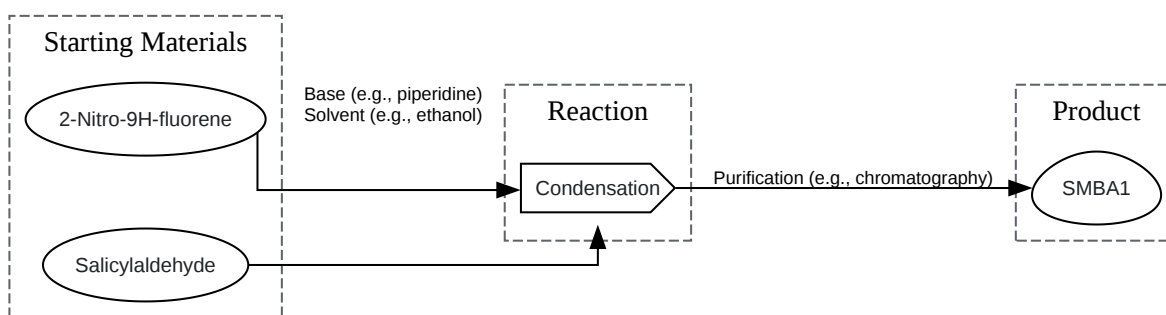 Starting Materials
2-Nitro-9H-fluorene
Salicylaldehyde
Base (e.g., piperidine)
Solvent (e.g., ethanol)
Reaction
Condensation
Purification (e.g., chromatography)
Product
SMBA1